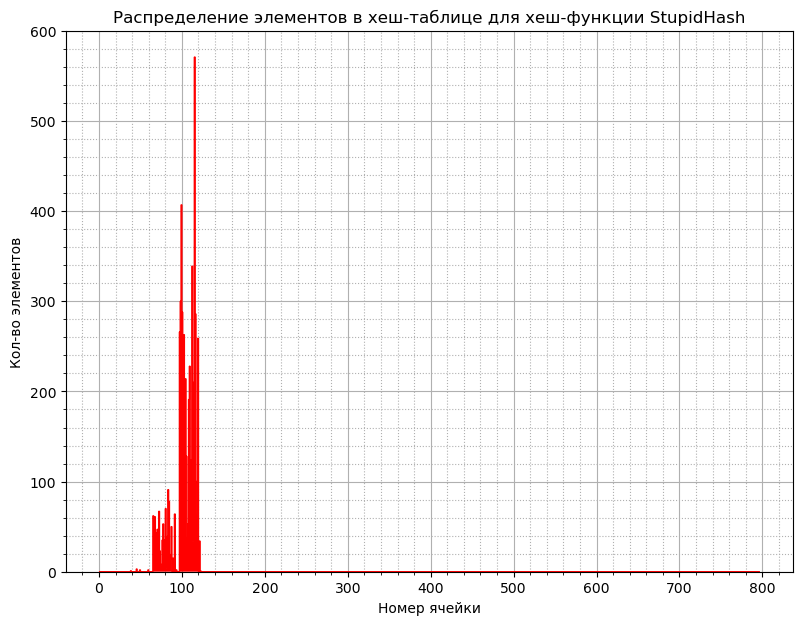 Распределение элементов в хеш-таблице для хеш-функции StupidHash
600
500
400
300
200
100
0
Кол-во элементов
0 100 200 300 400 500 600 700 800
Номер ячейки